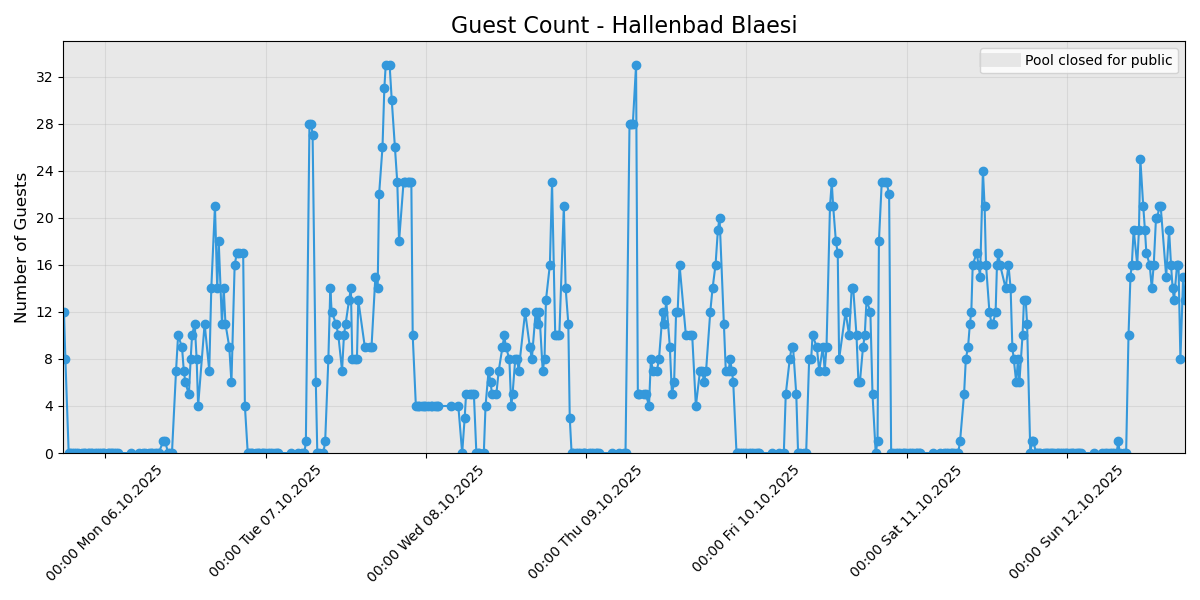 Guest Count - Hallenbad Blaesi
Pool closed for public
Number of Guests
32
28
24
20
16
12
8
4
0
00:00 Mon 06.10.2025
00:00 Tue 07.10.2025
00:00 Wed 08.10.2025
00:00 Thu 09.10.2025
00:00 Fri 10.10.2025
00:00 Sat 11.10.2025
00:00 Sun 12.10.2025